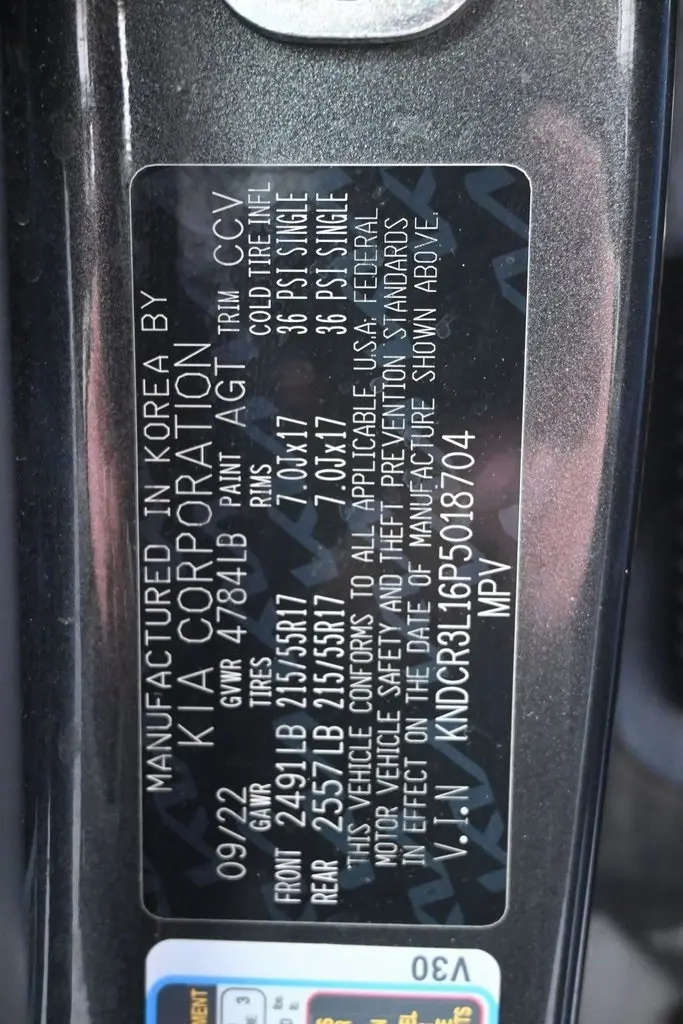 MANUFACTURED IN KOREA BY
KIA CORPORATION
09/22 GVWR 4784LB PAINT AGT TRIM CCV
GAWR TIRES RIMS COLD TIRE INFL
FRONT 2491LB 215/55R17 7.0Jx17 36 PSI SINGLE
REAR 2557LB 215/55R17 7.0Jx17 36 PSI SINGLE
THIS VEHICLE CONFORMS TO ALL APPLICABLE U.S.A. FEDERAL
MOTOR VEHICLE SAFETY AND THEFT PREVENTION STANDARDS
IN EFFECT ON THE DATE OF MANUFACTURE SHOWN ABOVE.
V.I.N KNDCR3L16P5018704
MPV
V30